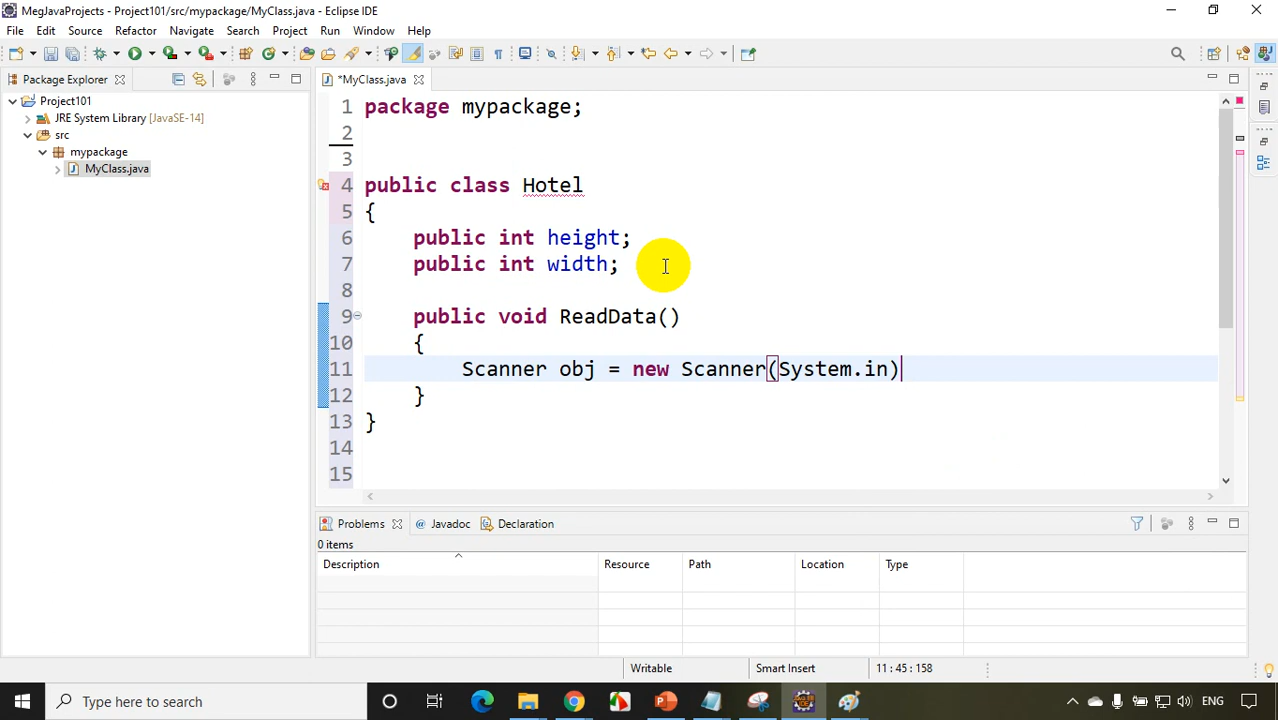 MegJavaProjects - Project101/src/mypackage/MyClass.java - Eclipse IDE
File Edit Source Refactor Navigate Search Project Run Window Help
Package Explorer
*MyClass.java
Project101
JRE System Library [JavaSE-14]
src
mypackage
MyClass.java
1 package mypackage;
2
3
4 public class Hotel
5 {
6 public int height;
7 public int width;
8
9 public void ReadData()
10 {
11 Scanner obj = new Scanner(System.in)
12 }
13 }
14
15
Problems @ Javadoc Declaration
0 items
Description Resource Path Location Type
Writable Smart Insert 11 : 45 : 158
Type here to search
ENG